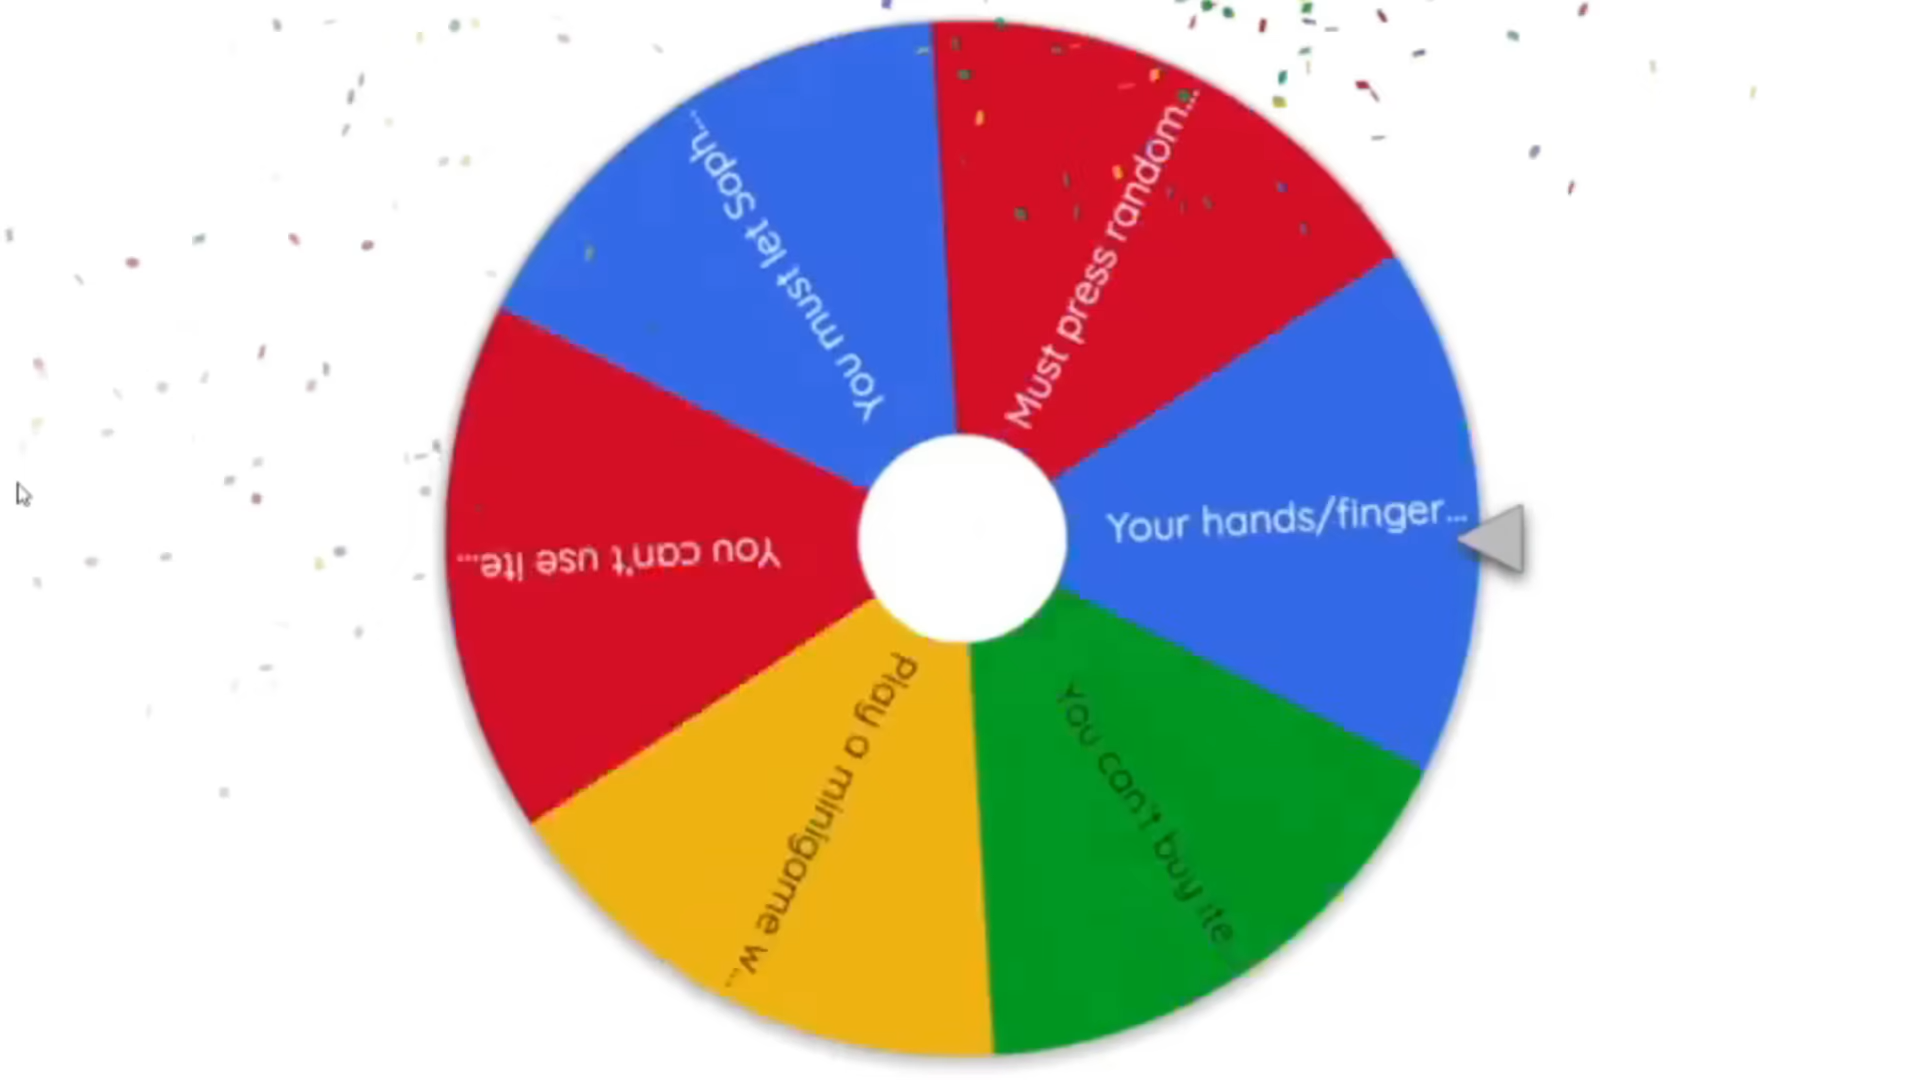 You must let Soph...
Must press random...
Your hands/finger...
You can't use ite...
Play a minigame w...
You can't buy ite...